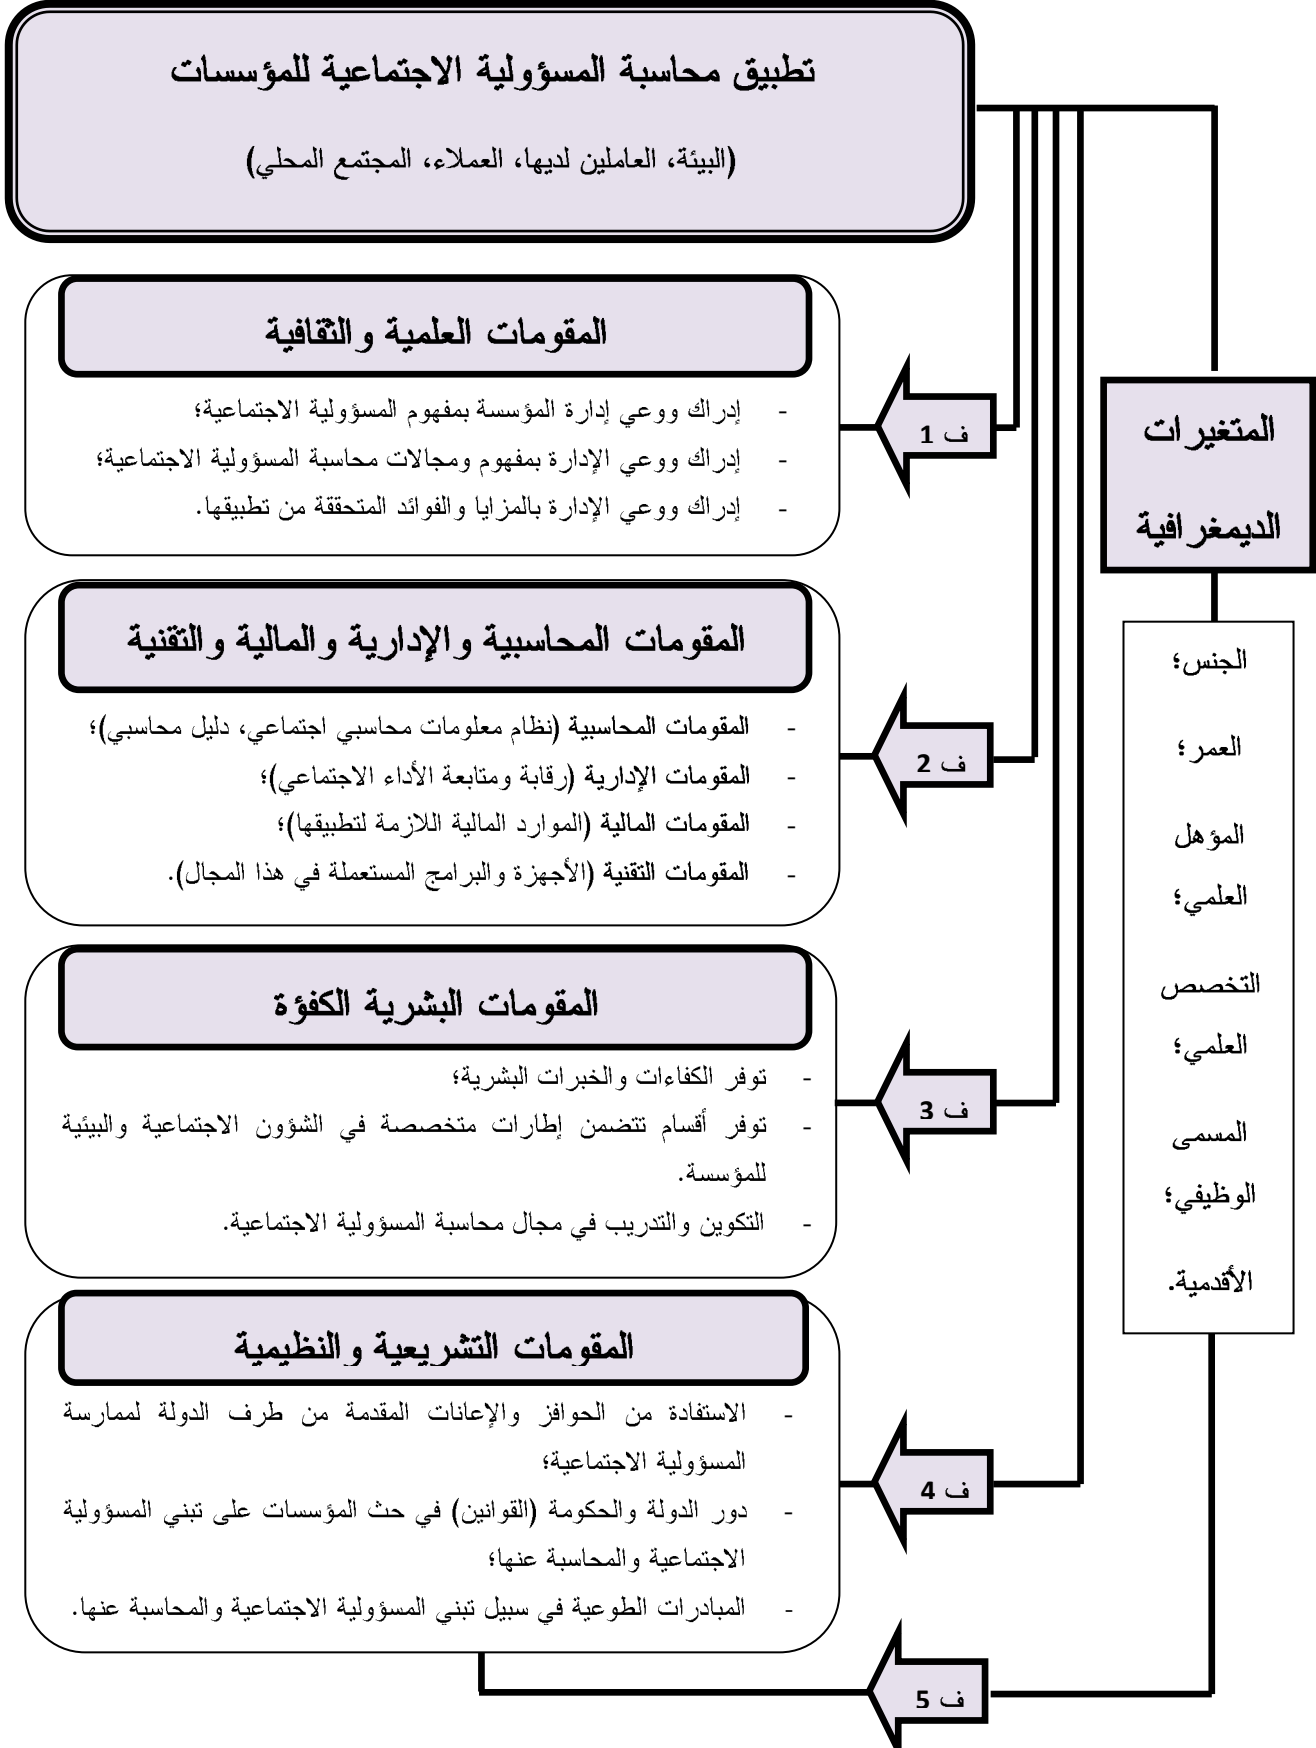 تطبيق محاسبة المسؤولية الاجتماعية للمؤسسات
(البيئة، العاملين لديها، العملاء، المجتمع المحلي)
المقومات العلمية والثقافية
- إدراك ووعي إدارة المؤسسة بمفهوم المسؤولية الاجتماعية؛
- إدراك ووعي الإدارة بمفهوم ومجالات محاسبة المسؤولية الاجتماعية؛
- إدراك ووعي الإدارة بالمزايا والفوائد المتحققة من تطبيقها.
ف 1
المقومات المحاسبية والإدارية والمالية والتقنية
- المقومات المحاسبية (نظام معلومات محاسبي اجتماعي، دليل محاسبي)؛
- المقومات الإدارية (رقابة ومتابعة الأداء الاجتماعي)؛
- المقومات المالية (الموارد المالية اللازمة لتطبيقها)؛
- المقومات التقنية (الأجهزة والبرامج المستعملة في هذا المجال).
ف 2
المقومات البشرية الكفؤة
- توفر الكفاءات والخبرات البشرية؛
- توفر أقسام تتضمن إطارات متخصصة في الشؤون الاجتماعية والبيئية
للمؤسسة.
- التكوين والتدريب في مجال محاسبة المسؤولية الاجتماعية.
ف 3
المقومات التشريعية والنظيمية
- الاستفادة من الحوافز والإعانات المقدمة من طرف الدولة لممارسة
المسؤولية الاجتماعية؛
- دور الدولة والحكومة (القوانين) في حث المؤسسات على تبني المسؤولية
الاجتماعية والمحاسبة عنها؛
- المبادرات الطوعية في سبيل تبني المسؤولية الاجتماعية والمحاسبة عنها.
ف 4
ف 5
المتغيرات
الديمغرافية
الجنس؛
العمر؛
المؤهل
العلمي؛
التخصص
العلمي؛
المسمى
الوظيفي؛
الأقدمية.